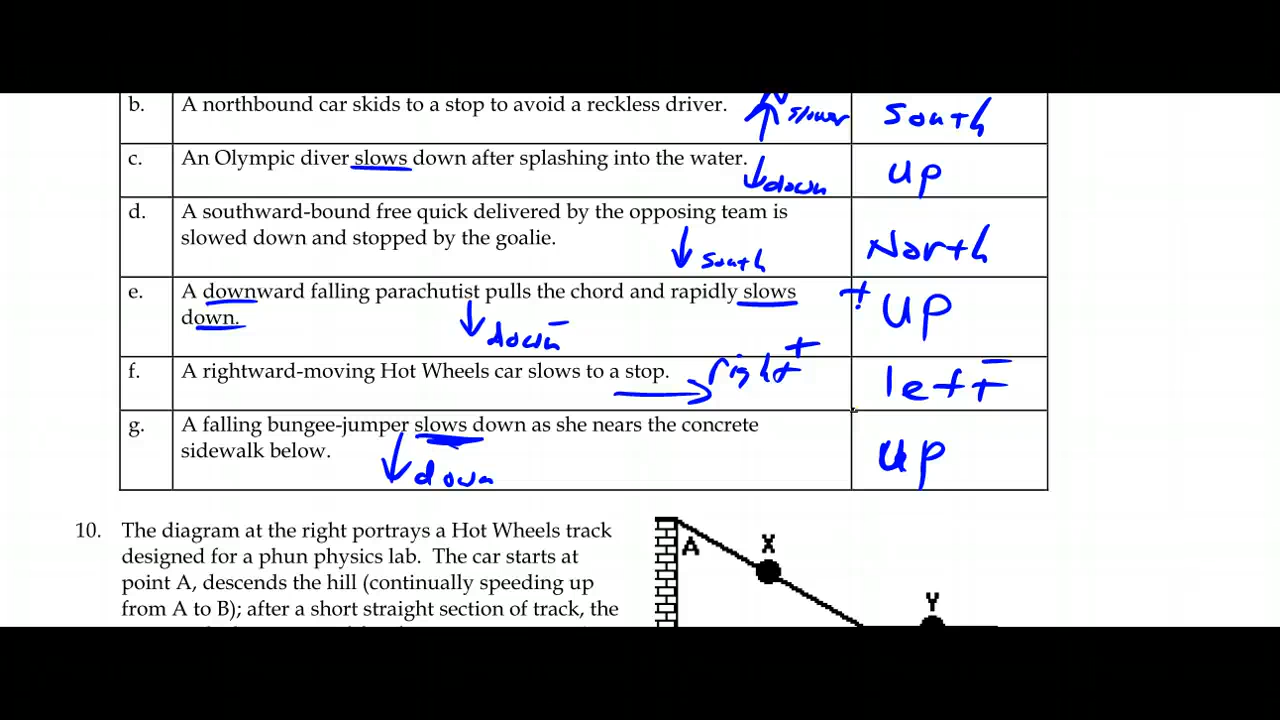 b. A northbound car skids to a stop to avoid a reckless driver. slower South
c. An Olympic diver slows down after splashing into the water. down up
d. A southward-bound free quick delivered by the opposing team is
slowed down and stopped by the goalie. south North
e. A downward falling parachutist pulls the chord and rapidly slows + UP
down. down −
f. A rightward-moving Hot Wheels car slows to a stop. right + left −
g. A falling bungee-jumper slows down as she nears the concrete
sidewalk below. down up
10. The diagram at the right portrays a Hot Wheels track
designed for a phun physics lab. The car starts at
point A, descends the hill (continually speeding up
from A to B); after a short straight section of track, the
A
X
Y